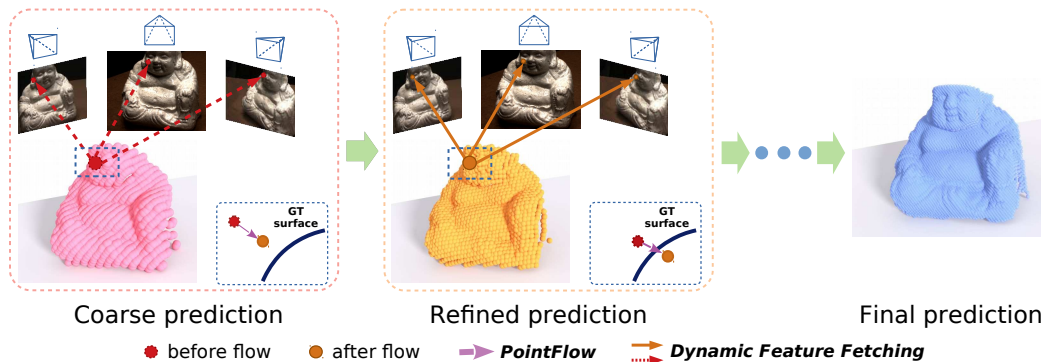 GT
surface
GT
surface
Coarse prediction
Refined prediction
Final prediction
before flow
after flow
PointFlow
Dynamic Feature Fetching